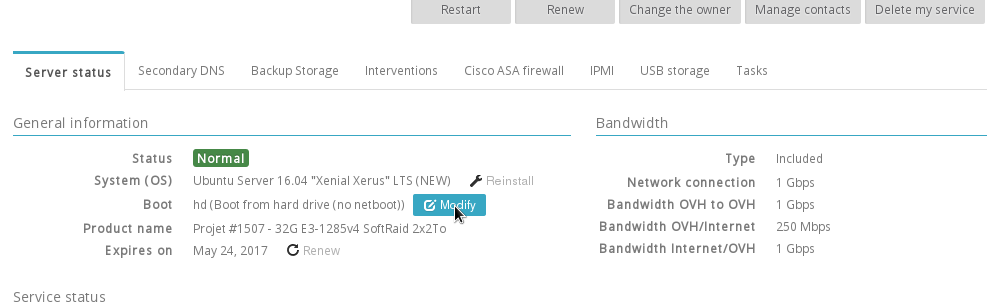 Restart Renew Change the owner Manage contacts Delete my service
Server status Secondary DNS Backup Storage Interventions Cisco ASA firewall IPMI USB storage Tasks
General information
Status Normal
System (OS) Ubuntu Server 16.04 "Xenial Xerus" LTS (NEW) Reinstall
Boot hd (Boot from hard drive (no netboot)) Modify
Product name Projet #1507 - 32G E3-1285v4 SoftRaid 2x2To
Expires on May 24, 2017 Renew
Bandwidth
Type Included
Network connection 1 Gbps
Bandwidth OVH to OVH 1 Gbps
Bandwidth OVH/Internet 250 Mbps
Bandwidth Internet/OVH 1 Gbps
Service status